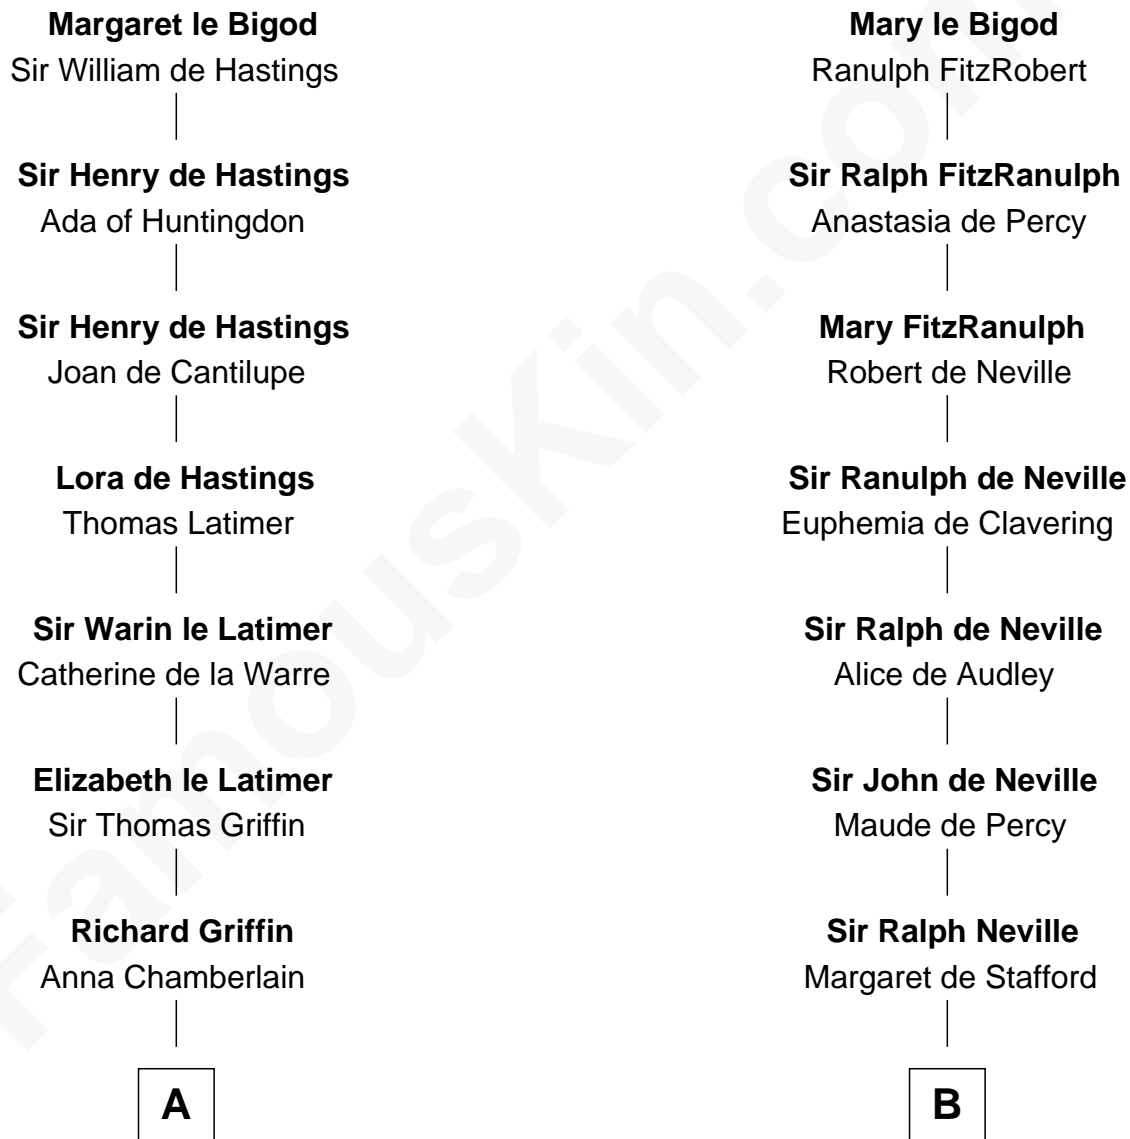 Margaret le Bigod
Sir William de Hastings
Sir Henry de Hastings
Ada of Huntingdon
Sir Henry de Hastings
Joan de Cantilupe
Lora de Hastings
Thomas Latimer
Sir Warin le Latimer
Catherine de la Warre
Elizabeth le Latimer
Sir Thomas Griffin
Richard Griffin
Anna Chamberlain
A
Mary le Bigod
Ranulph FitzRobert
Sir Ralph FitzRanulph
Anastasia de Percy
Mary FitzRanulph
Robert de Neville
Sir Ranulph de Neville
Euphemia de Clavering
Sir Ralph de Neville
Alice de Audley
Sir John de Neville
Maude de Percy
Sir Ralph Neville
Margaret de Stafford
B
FamousKin.com